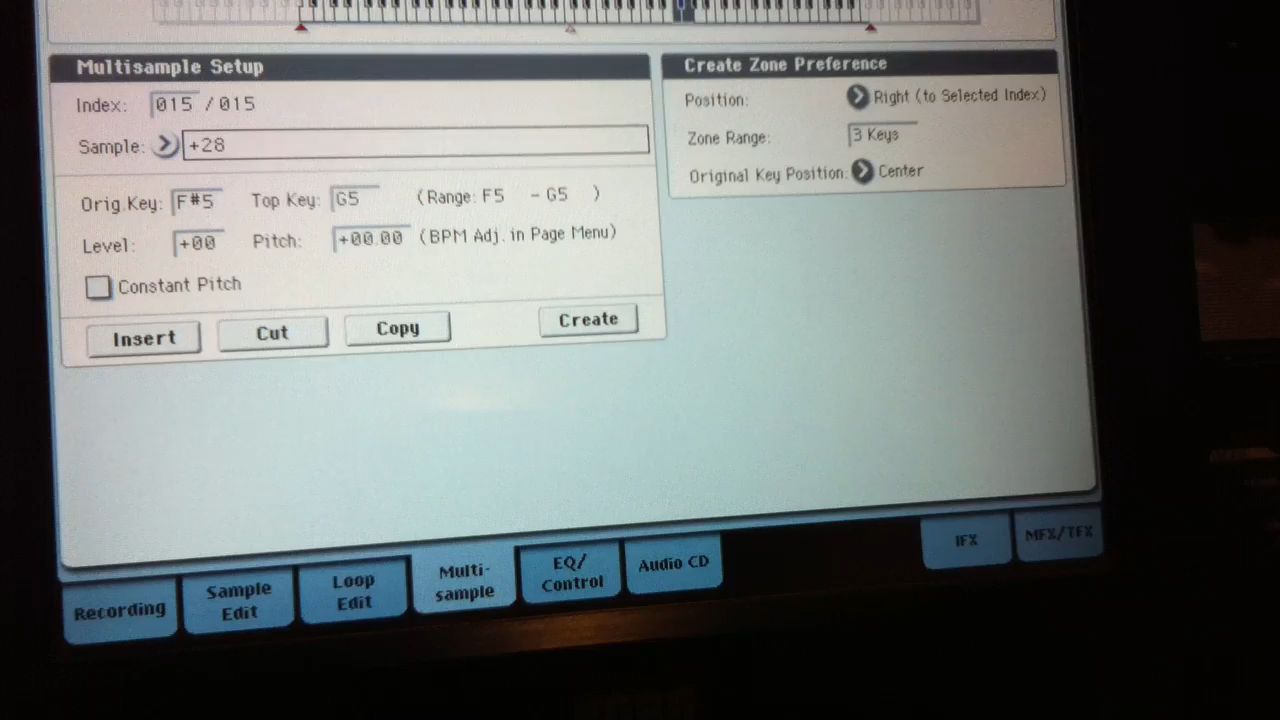 Multisample Setup
Index: 015 /015
Sample: +28
Orig.Key: F#5 Top Key: G5 (Range: F5 - G5 )
Level: +00 Pitch: +00.00 (BPM Adj. in Page Menu)
Constant Pitch
Insert Cut Copy Create
Create Zone Preference
Position: Right (to Selected Index)
Zone Range: 3 Keys
Original Key Position: Center
Recording
Sample
Edit
Loop
Edit
Multi-
sample
EQ/
Control
Audio CD
IFX
MFX/TFX